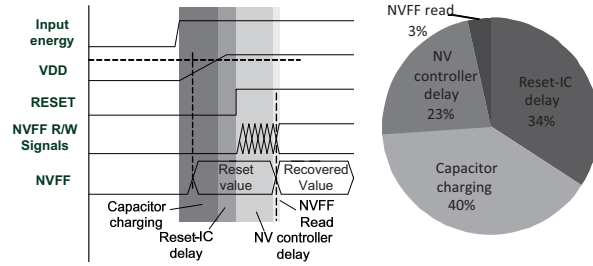 Input
energy
VDD
RESET
NVFF R/W
Signals
NVFF
Reset
value
Recovered
Value
Capacitor
charging
Reset-IC
delay
NV controller
delay
NVFF
Read
NVFF read
3%
NV
controller
delay
23%
Reset-IC
delay
34%
Capacitor
charging
40%